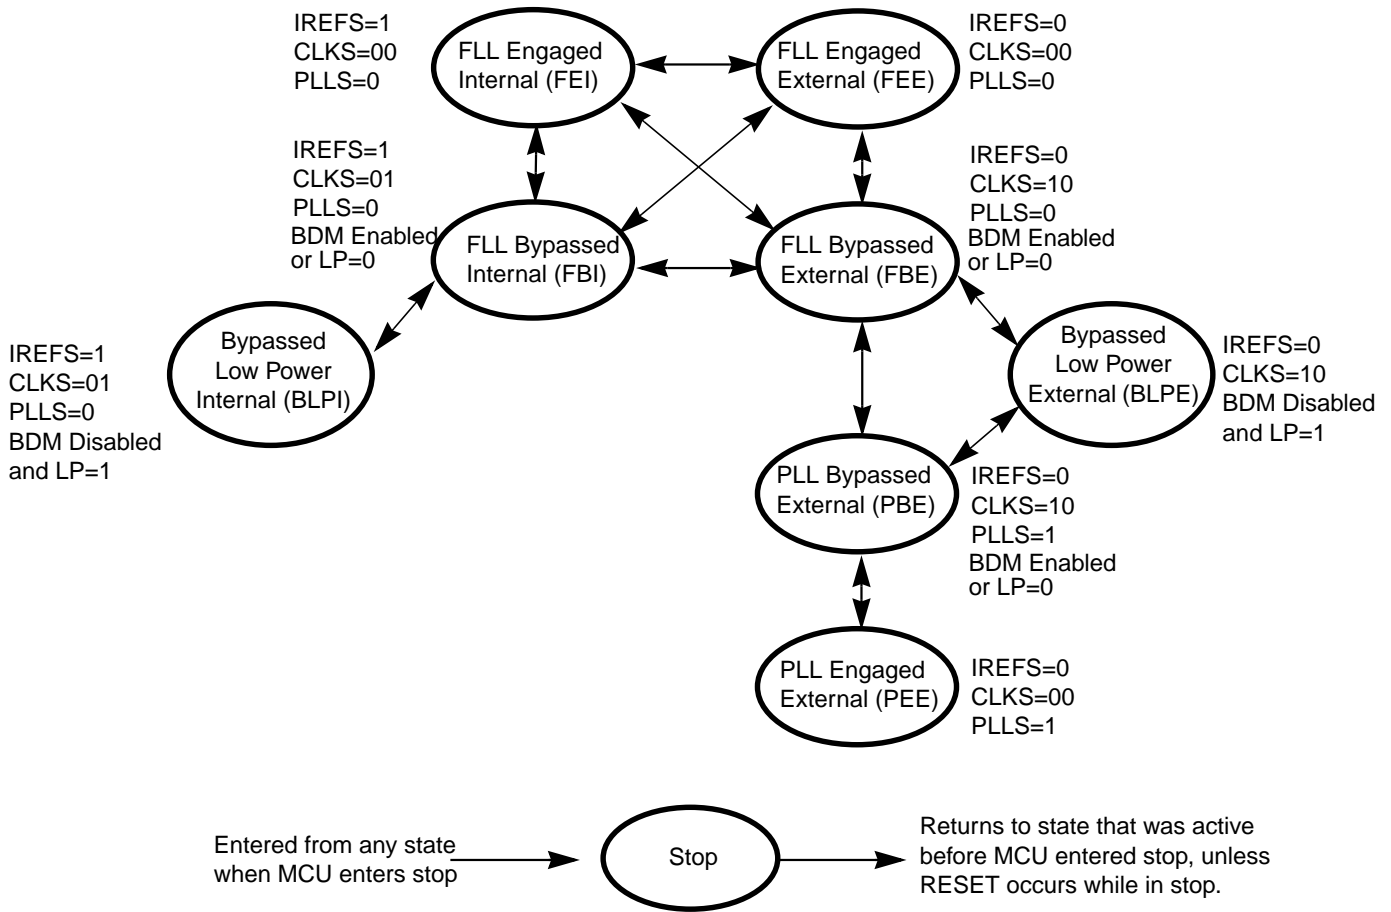 IREFS=1
CLKS=00
PLLS=0
FLL Engaged
Internal (FEI)
FLL Engaged
External (FEE)
IREFS=0
CLKS=00
PLLS=0
IREFS=1
CLKS=01
PLLS=0
BDM Enabled
or LP=0
FLL Bypassed
Internal (FBI)
FLL Bypassed
External (FBE)
IREFS=0
CLKS=10
PLLS=0
BDM Enabled
or LP=0
IREFS=1
CLKS=01
PLLS=0
BDM Disabled
and LP=1
Bypassed
Low Power
Internal (BLPI)
Bypassed
Low Power
External (BLPE)
IREFS=0
CLKS=10
BDM Disabled
and LP=1
PLL Bypassed
External (PBE)
IREFS=0
CLKS=10
PLLS=1
BDM Enabled
or LP=0
PLL Engaged
External (PEE)
IREFS=0
CLKS=00
PLLS=1
Entered from any state
when MCU enters stop
Stop
Returns to state that was active
before MCU entered stop, unless
RESET occurs while in stop.